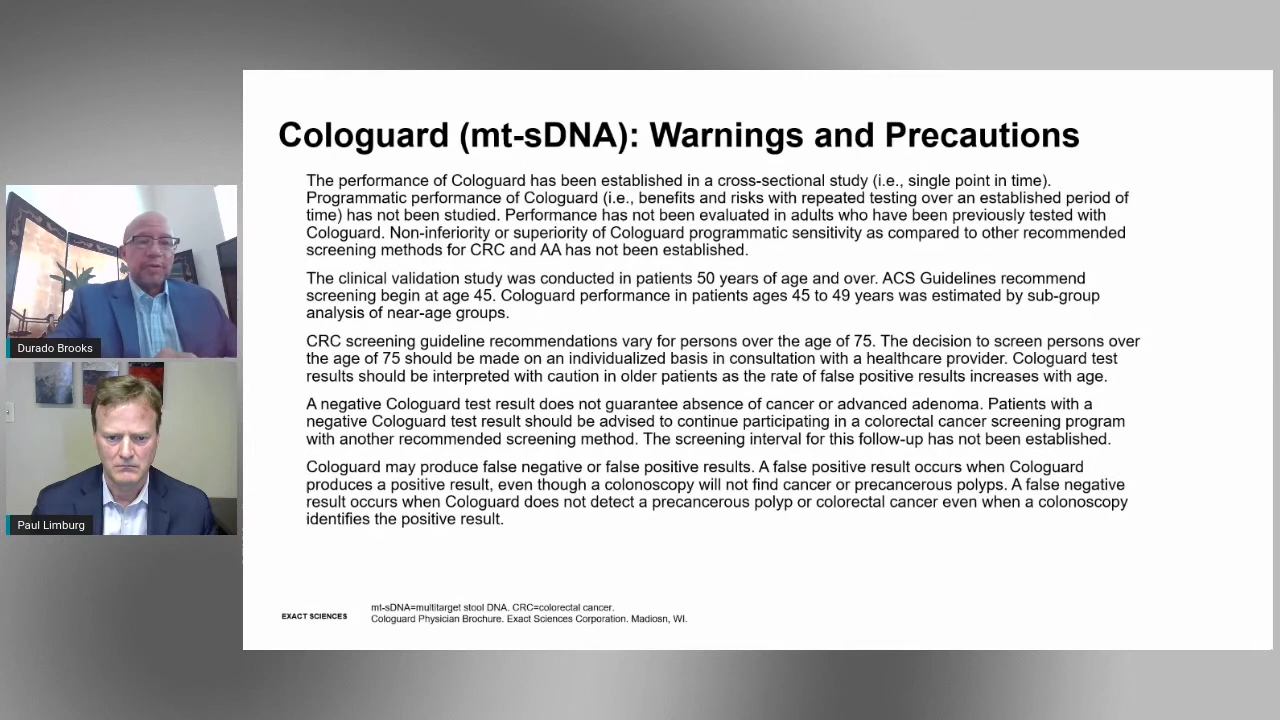 Cologuard (mt-sDNA): Warnings and Precautions
The performance of Cologuard has been established in a cross-sectional study (i.e., single point in time).
Programmatic performance of Cologuard (i.e., benefits and risks with repeated testing over an established period of
time) has not been studied. Performance has not been evaluated in adults who have been previously tested with
Cologuard. Non-inferiority or superiority of Cologuard programmatic sensitivity as compared to other recommended
screening methods for CRC and AA has not been established.
The clinical validation study was conducted in patients 50 years of age and over. ACS Guidelines recommend
screening begin at age 45. Cologuard performance in patients ages 45 to 49 years was estimated by sub-group
analysis of near-age groups.
CRC screening guideline recommendations vary for persons over the age of 75. The decision to screen persons over
the age of 75 should be made on an individualized basis in consultation with a healthcare provider. Cologuard test
results should be interpreted with caution in older patients as the rate of false positive results increases with age.
A negative Cologuard test result does not guarantee absence of cancer or advanced adenoma. Patients with a
negative Cologuard test result should be advised to continue participating in a colorectal cancer screening program
with another recommended screening method. The screening interval for this follow-up has not been established.
Cologuard may produce false negative or false positive results. A false positive result occurs when Cologuard
produces a positive result, even though a colonoscopy will not find cancer or precancerous polyps. A false negative
result occurs when Cologuard does not detect a precancerous polyp or colorectal cancer even when a colonoscopy
identifies the positive result.
EXACT SCIENCES
mt-sDNA=multitarget stool DNA. CRC=colorectal cancer.
Cologuard Physician Brochure. Exact Sciences Corporation. Madiosn, WI.
Durado Brooks
Paul Limburg